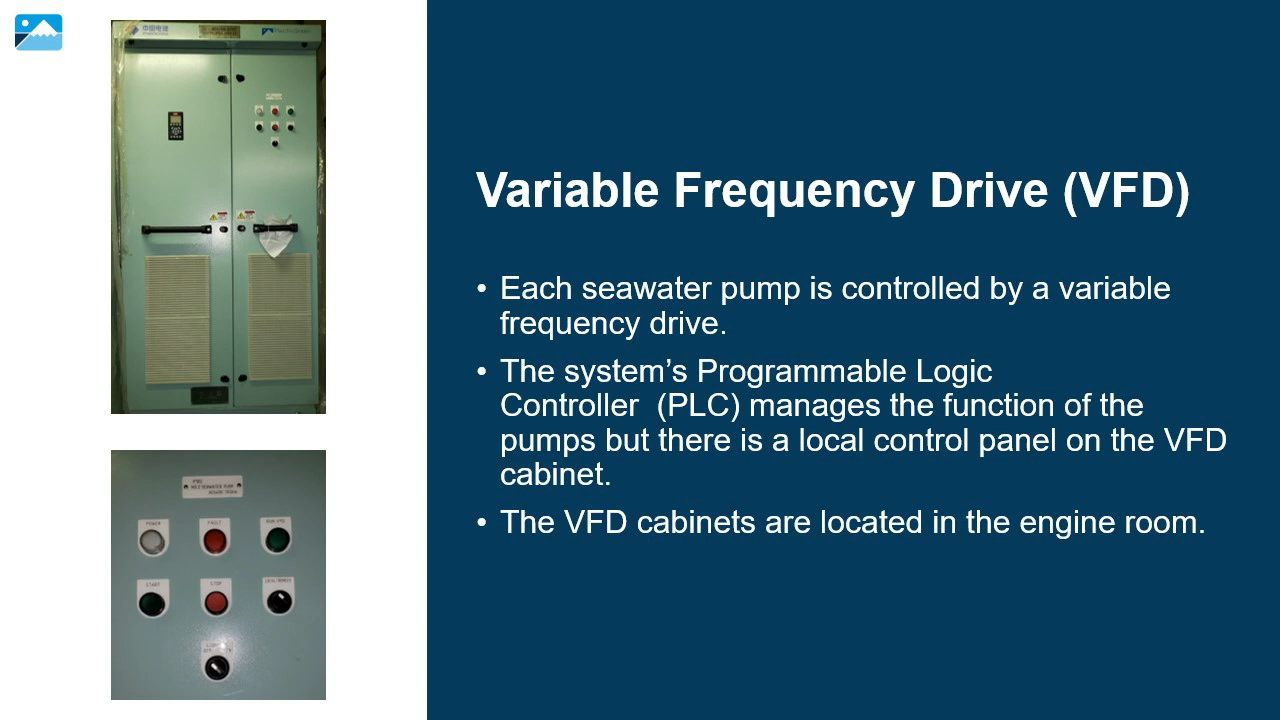 Variable Frequency Drive (VFD)
• Each seawater pump is controlled by a variable
frequency drive.
• The system’s Programmable Logic
Controller  (PLC) manages the function of the
pumps but there is a local control panel on the VFD
cabinet.
• The VFD cabinets are located in the engine room.
POWER
FAULT
START
STOP